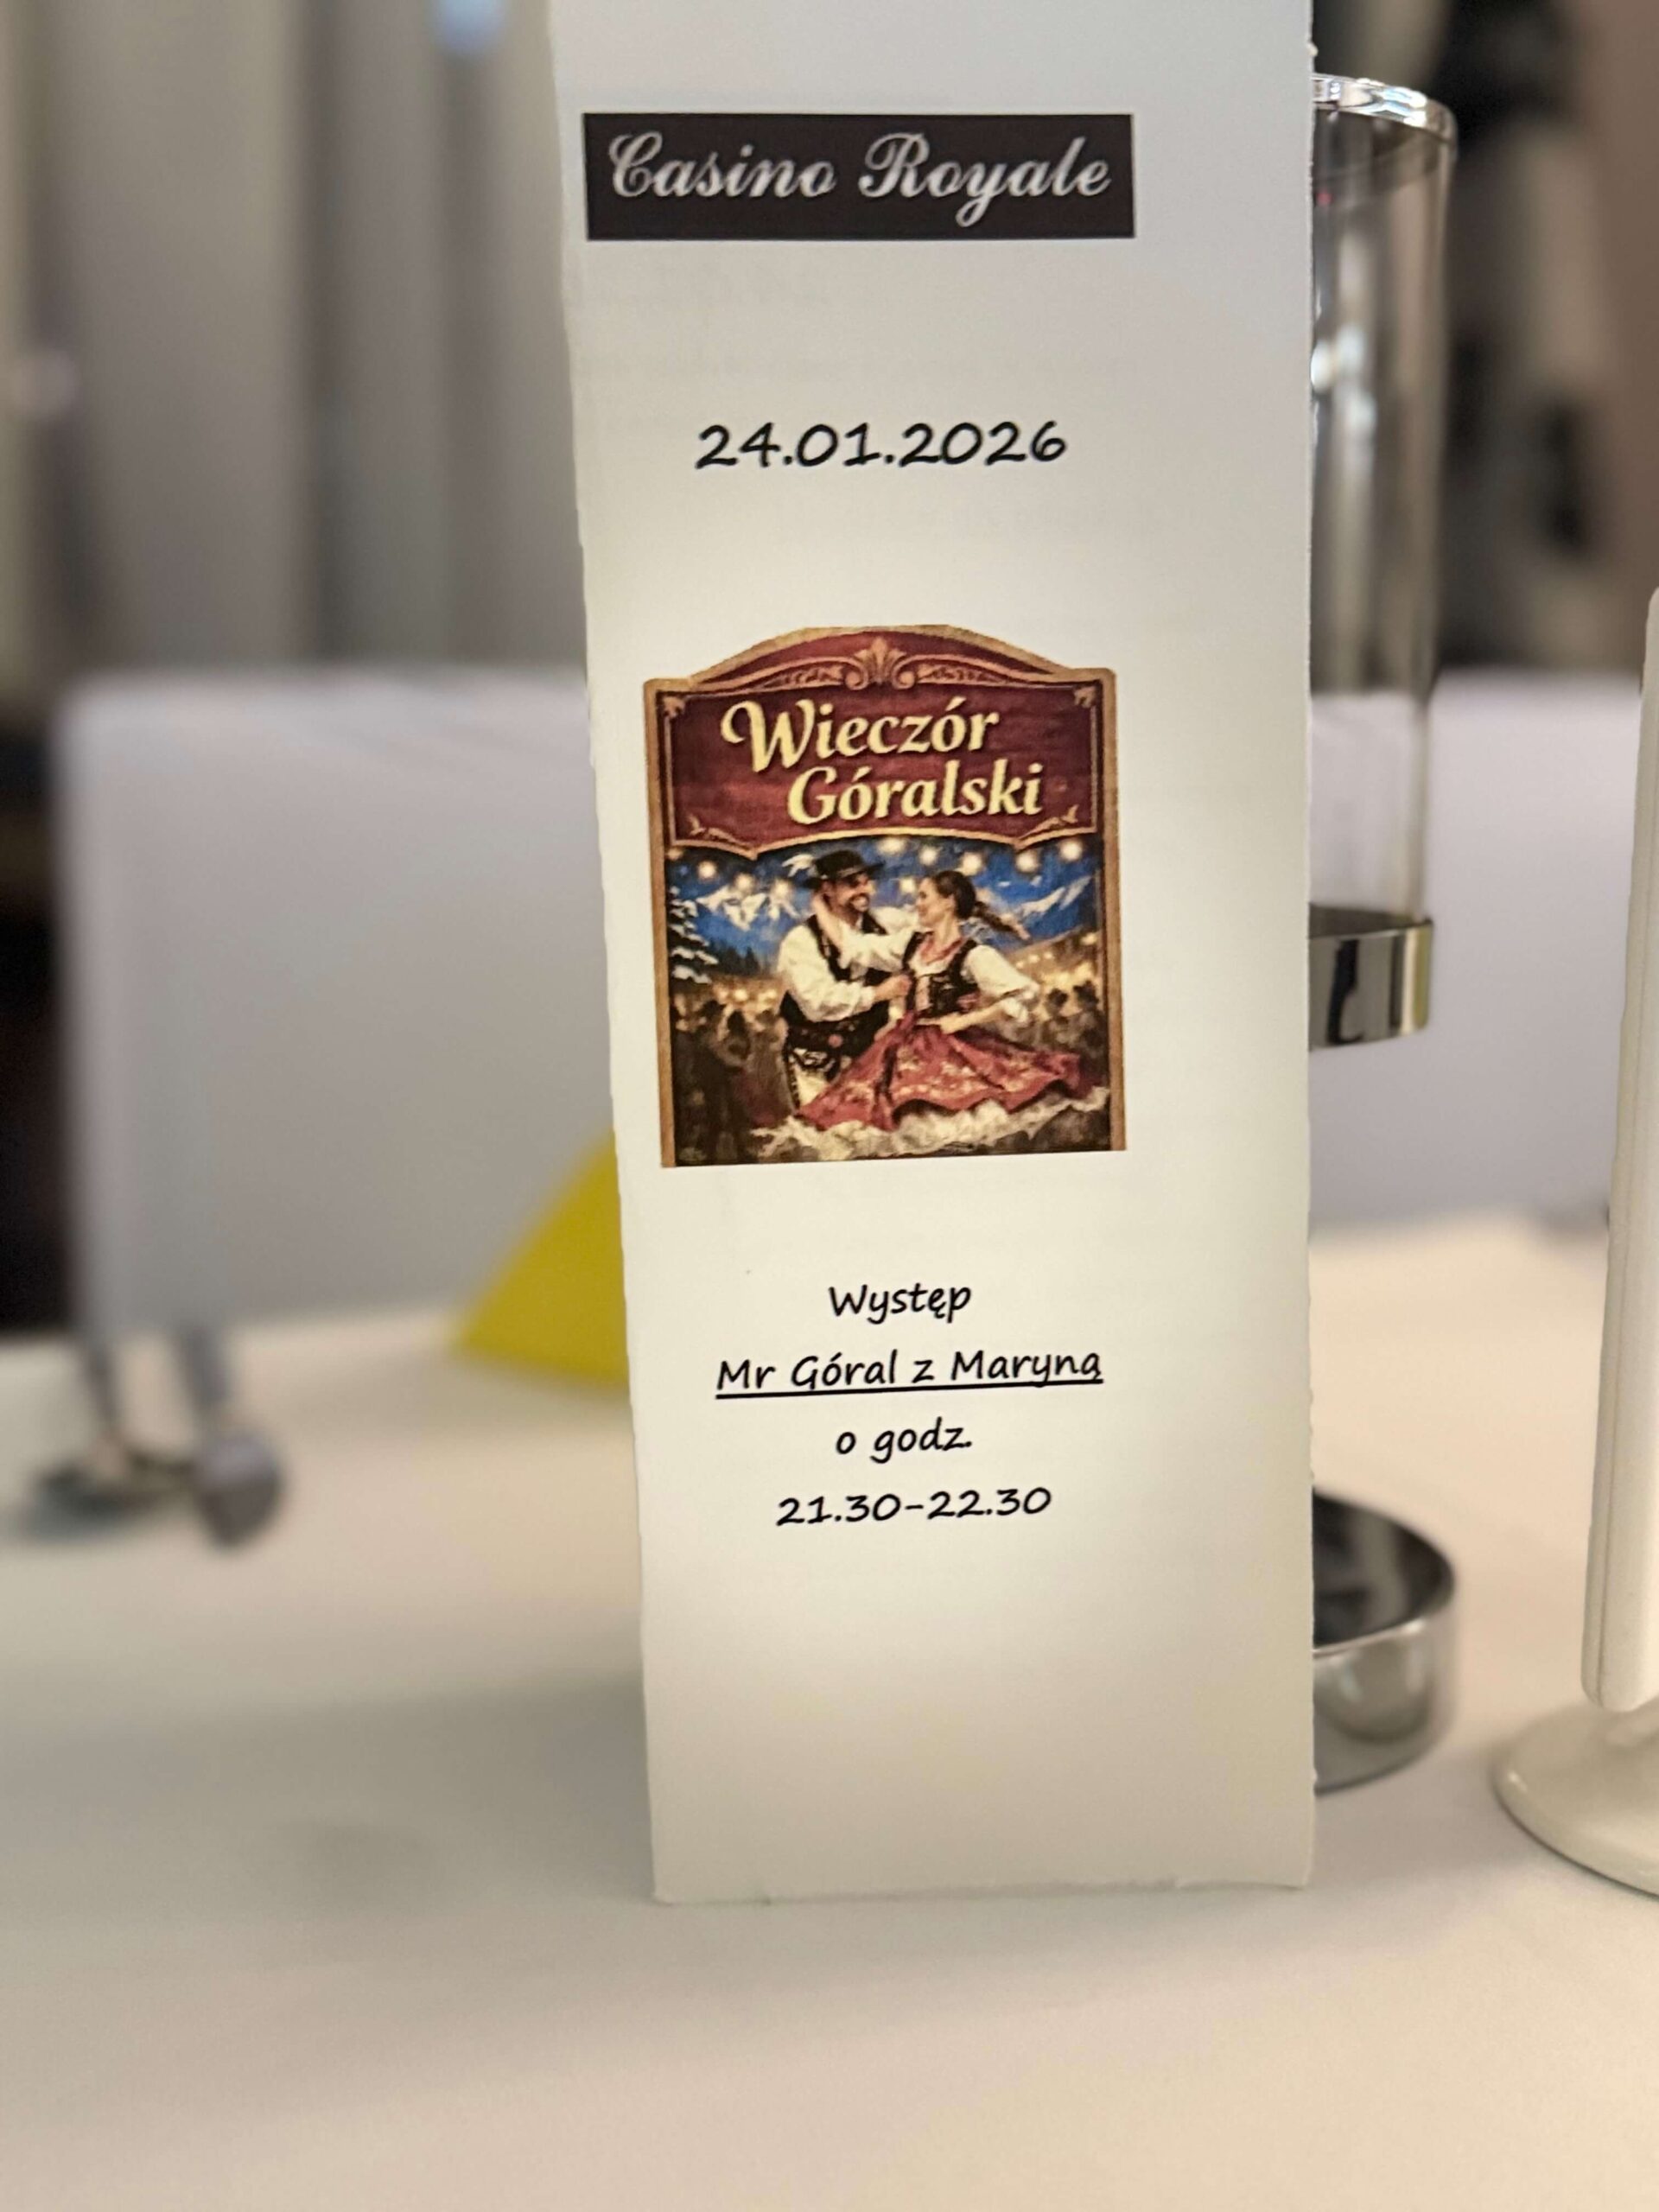 Casino Royale
24.01.2026
Wieczór
Góralski
Występ
Mr Góral z Maryną
o godz.
21.30-22.30